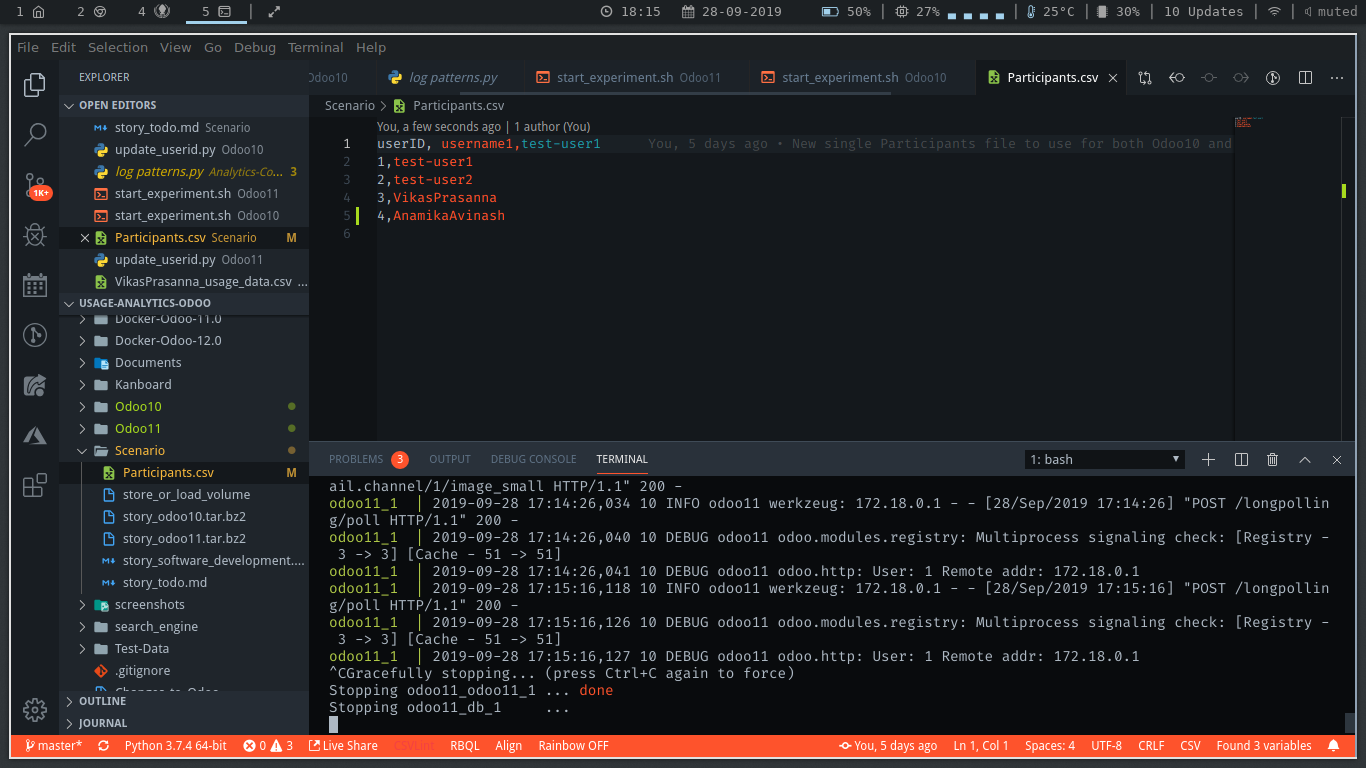 1 2 4 5 18:15 28-09-2019 50% 27% 25°C 30% 10 Updates muted
File Edit Selection View Go Debug Terminal Help
EXPLORER
OPEN EDITORS
story_todo.md Scenario
update_userid.py Odoo10
log patterns.py Analytics-Co... 3
start_experiment.sh Odoo11
start_experiment.sh Odoo10
Participants.csv Scenario M
update_userid.py Odoo11
VikasPrasanna_usage_data.csv ...
USAGE-ANALYTICS-ODOO
Docker-Odoo-11.0
Docker-Odoo-12.0
Documents
Kanboard
Odoo10
Odoo11
Scenario
Participants.csv M
store_or_load_volume
story_odoo10.tar.bz2
story_odoo11.tar.bz2
story_software_development....
story_todo.md
screenshots
search_engine
Test-Data
.gitignore
Changes-to-Odoo
OUTLINE
JOURNAL
1K+
Odoo10 log patterns.py start_experiment.sh Odoo11 start_experiment.sh Odoo10 Participants.csv
Scenario > Participants.csv
You, a few seconds ago | 1 author (You)
1 userID, username1,test-user1 You, 5 days ago • New single Participants file to use for both Odoo10 and
2 1,test-user1
3 2,test-user2
4 3,VikasPrasanna
5 4,AnamikaAvinash
6
PROBLEMS 3 OUTPUT DEBUG CONSOLE TERMINAL 1: bash
ail.channel/1/image_small HTTP/1.1" 200 -
odoo11_1 | 2019-09-28 17:14:26,034 10 INFO odoo11 werkzeug: 172.18.0.1 - - [28/Sep/2019 17:14:26] "POST /longpollin
g/poll HTTP/1.1" 200 -
odoo11_1 | 2019-09-28 17:14:26,040 10 DEBUG odoo11 odoo.modules.registry: Multiprocess signaling check: [Registry -
3 -> 3] [Cache - 51 -> 51]
odoo11_1 | 2019-09-28 17:14:26,041 10 DEBUG odoo11 odoo.http: User: 1 Remote addr: 172.18.0.1
odoo11_1 | 2019-09-28 17:15:16,118 10 INFO odoo11 werkzeug: 172.18.0.1 - - [28/Sep/2019 17:15:16] "POST /longpollin
g/poll HTTP/1.1" 200 -
odoo11_1 | 2019-09-28 17:15:16,126 10 DEBUG odoo11 odoo.modules.registry: Multiprocess signaling check: [Registry -
3 -> 3] [Cache - 51 -> 51]
odoo11_1 | 2019-09-28 17:15:16,127 10 DEBUG odoo11 odoo.http: User: 1 Remote addr: 172.18.0.1
^CGracefully stopping... (press Ctrl+C again to force)
Stopping odoo11_odoo11_1 ... done
Stopping odoo11_db_1 ...
master* Python 3.7.4 64-bit 0 3 Live Share CSVLint RBQL Align Rainbow OFF You, 5 days ago Ln 1, Col 1 Spaces: 4 UTF-8 CRLF CSV Found 3 variables